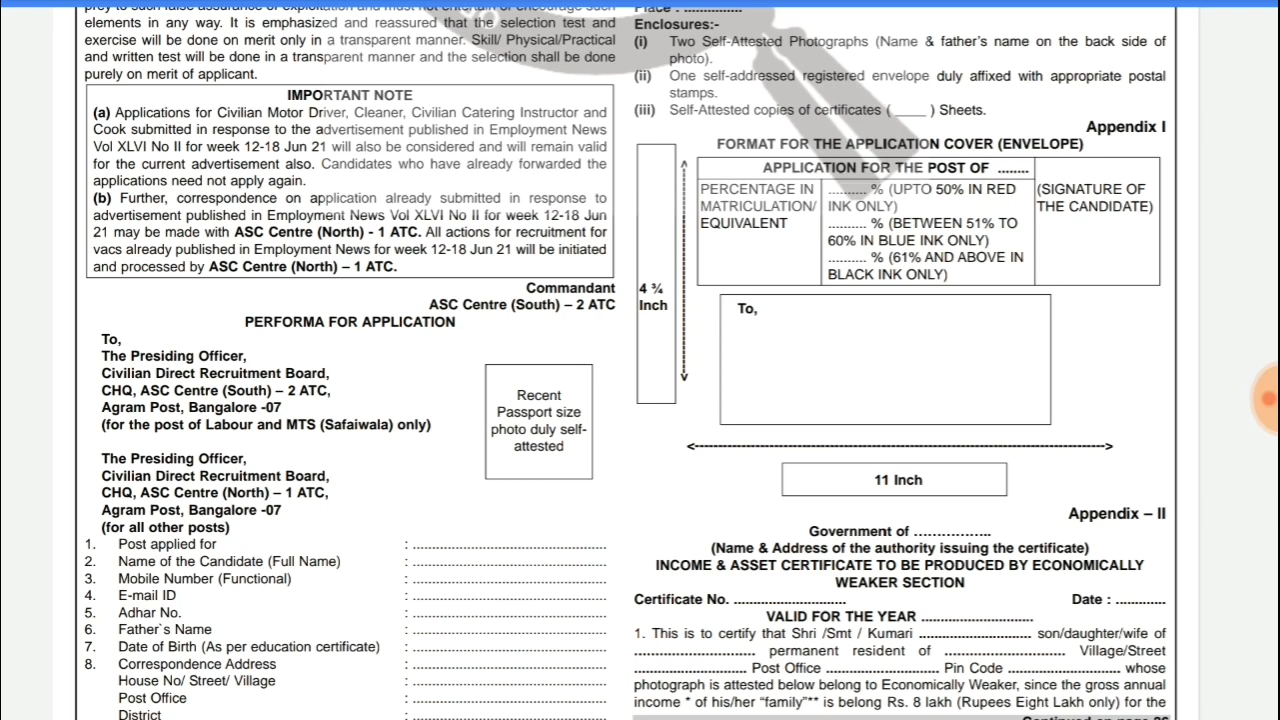 elements in any way. It is emphasized and reassured that the selection test and
exercise will be done on merit only in a transparent manner. Skill/ Physical/Practical
and written test will be done in a transparent manner and the selection shall be done
purely on merit of applicant.
IMPORTANT NOTE
(a) Applications for Civilian Motor Driver, Cleaner, Civilian Catering Instructor and
Cook submitted in response to the advertisement published in Employment News
Vol XLVI No II for week 12-18 Jun 21 will also be considered and will remain valid
for the current advertisement also. Candidates who have already forwarded the
applications need not apply again.
(b) Further, correspondence on application already submitted in response to
advertisement published in Employment News Vol XLVI No II for week 12-18 Jun
21 may be made with ASC Centre (North) - 1 ATC. All actions for recruitment for
vacs already published in Employment News for week 12-18 Jun 21 will be initiated
and processed by ASC Centre (North) – 1 ATC.
Commandant
ASC Centre (South) – 2 ATC
PERFORMA FOR APPLICATION
To,
The Presiding Officer,
Civilian Direct Recruitment Board,
CHQ, ASC Centre (South) – 2 ATC,
Agram Post, Bangalore -07
(for the post of Labour and MTS (Safaiwala) only)
Recent
Passport size
photo duly self-
attested
The Presiding Officer,
Civilian Direct Recruitment Board,
CHQ, ASC Centre (North) – 1 ATC,
Agram Post, Bangalore -07
(for all other posts)
1. Post applied for : ..................................................
2. Name of the Candidate (Full Name) : ..................................................
3. Mobile Number (Functional) : ..................................................
4. E-mail ID : ..................................................
5. Adhar No. : ..................................................
6. Father`s Name : ..................................................
7. Date of Birth (As per education certificate) : ..................................................
8. Correspondence Address : ..................................................
House No/ Street/ Village : ..................................................
Post Office : ..................................................
District : ..................................................
Place : ...............
Enclosures:-
(i) Two Self-Attested Photographs (Name & father's name on the back side of
photo).
(ii) One self-addressed registered envelope duly affixed with appropriate postal
stamps.
(iii) Self-Attested copies of certificates ( ____ ) Sheets.
Appendix I
FORMAT FOR THE APPLICATION COVER (ENVELOPE)
APPLICATION FOR THE POST OF ........
PERCENTAGE IN
MATRICULATION/
EQUIVALENT
.......... % (UPTO 50% IN RED
INK ONLY)
.......... % (BETWEEN 51% TO
60% IN BLUE INK ONLY)
.......... % (61% AND ABOVE IN
BLACK INK ONLY)
(SIGNATURE OF
THE CANDIDATE)
4 ¾
Inch
To,
11 Inch
Appendix – II
Government of .................
(Name & Address of the authority issuing the certificate)
INCOME & ASSET CERTIFICATE TO BE PRODUCED BY ECONOMICALLY
WEAKER SECTION
Certificate No. ............................ Date : ............
VALID FOR THE YEAR ............................
1. This is to certify that Shri /Smt / Kumari ............................ son/daughter/wife of
.............................. permanent resident of .............................. Village/Street
............................ Post Office ............................ Pin Code ............................ whose
photograph is attested below belong to Economically Weaker, since the gross annual
income * of his/her “family”** is belong Rs. 8 lakh (Rupees Eight Lakh only) for the